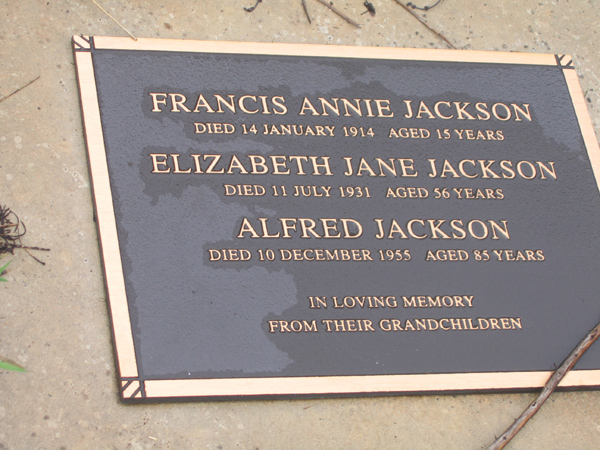 FRANCIS ANNIE JACKSON
DIED 14 JANUARY 1914 AGED 15 YEARS
ELIZABETH JANE JACKSON
DIED 11 JULY 1931 AGED 56 YEARS
ALFRED JACKSON
DIED 10 DECEMBER 1955 AGED 85 YEARS
IN LOVING MEMORY
FROM THEIR GRANDCHILDREN